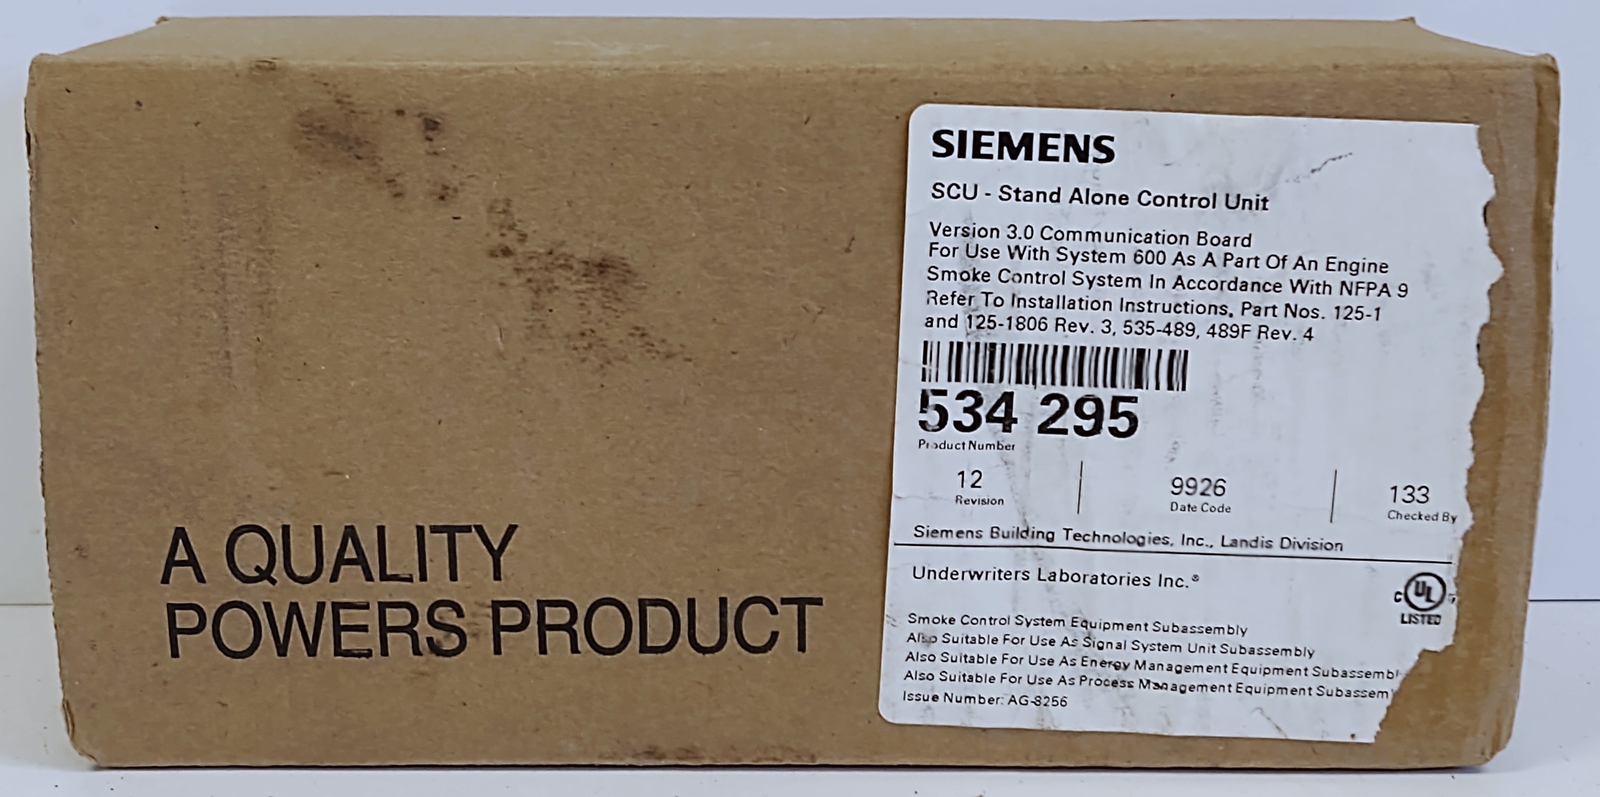 A QUALITY
POWERS PRODUCT
SIEMENS
SCU - Stand Alone Control Unit
Version 3.0 Communication Board
For Use With System 600 As A Part Of An Engine
Smoke Control System In Accordance With NFPA 9
Refer To Installation Instructions, Part Nos. 125-1
and 125-1806 Rev. 3, 535-489, 489F Rev. 4
534 295
Product Number
12 9926 133
Revision Date Code Checked By
Siemens Building Technologies, Inc., Landis Division
Underwriters Laboratories Inc.®
C UL
LISTED
Smoke Control System Equipment Subassembly
Also Suitable For Use As Signal System Unit Subassembly
Also Suitable For Use As Energy Management Equipment Subassembl
Also Suitable For Use As Process Management Equipment Subassem
Issue Number: AG-8256